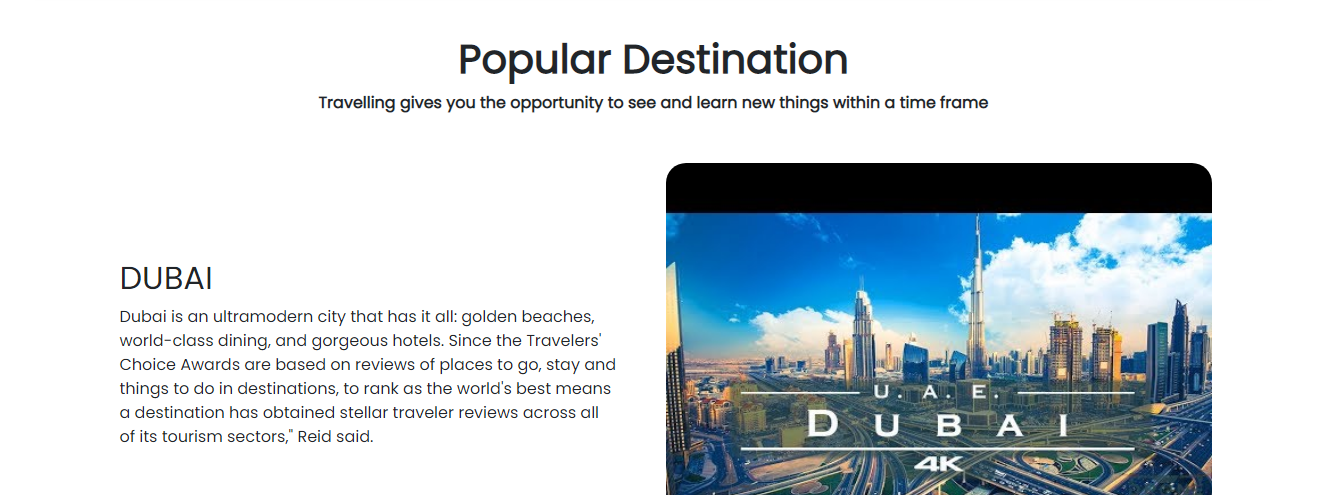 Popular Destination
Travelling gives you the opportunity to see and learn new things within a time frame
DUBAI
Dubai is an ultramodern city that has it all: golden beaches,
world-class dining, and gorgeous hotels. Since the Travelers'
Choice Awards are based on reviews of places to go, stay and
things to do in destinations, to rank as the world's best means
a destination has obtained stellar traveler reviews across all
of its tourism sectors," Reid said.
U. A. E.
DUBAI
4K